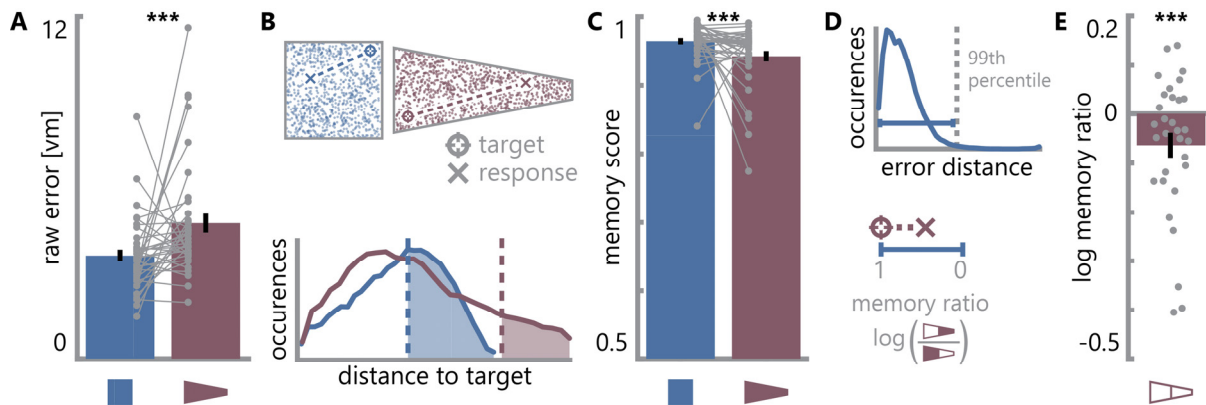 A
***
12
0
raw error [vm]
B
target
response
occurences
distance to target
C
***
1
0.5
memory score
D
occurences
99th
percentile
error distance
1
0
memory ratio
log
E
***
0.2
0
-0.5
log memory ratio